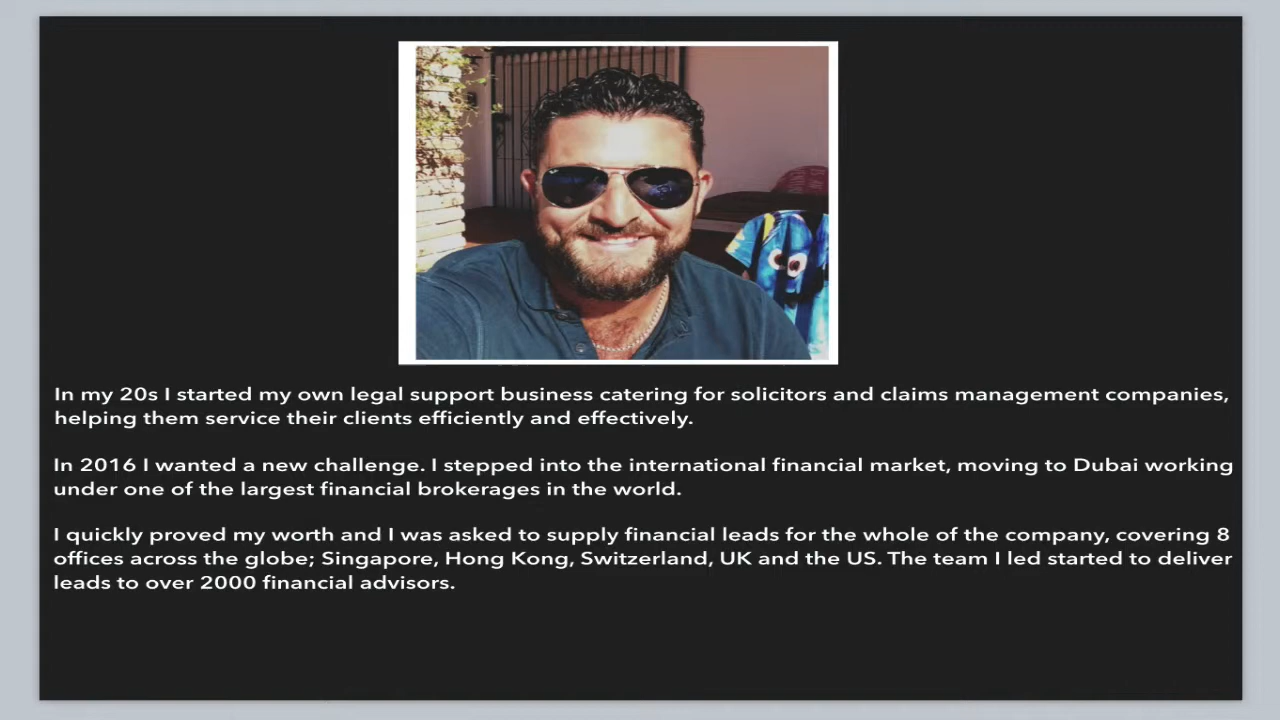 In my 20s I started my own legal support business catering for solicitors and claims management companies,
helping them service their clients efficiently and effectively.
In 2016 I wanted a new challenge. I stepped into the international financial market, moving to Dubai working
under one of the largest financial brokerages in the world.
I quickly proved my worth and I was asked to supply financial leads for the whole of the company, covering 8
offices across the globe; Singapore, Hong Kong, Switzerland, UK and the US. The team I led started to deliver
leads to over 2000 financial advisors.